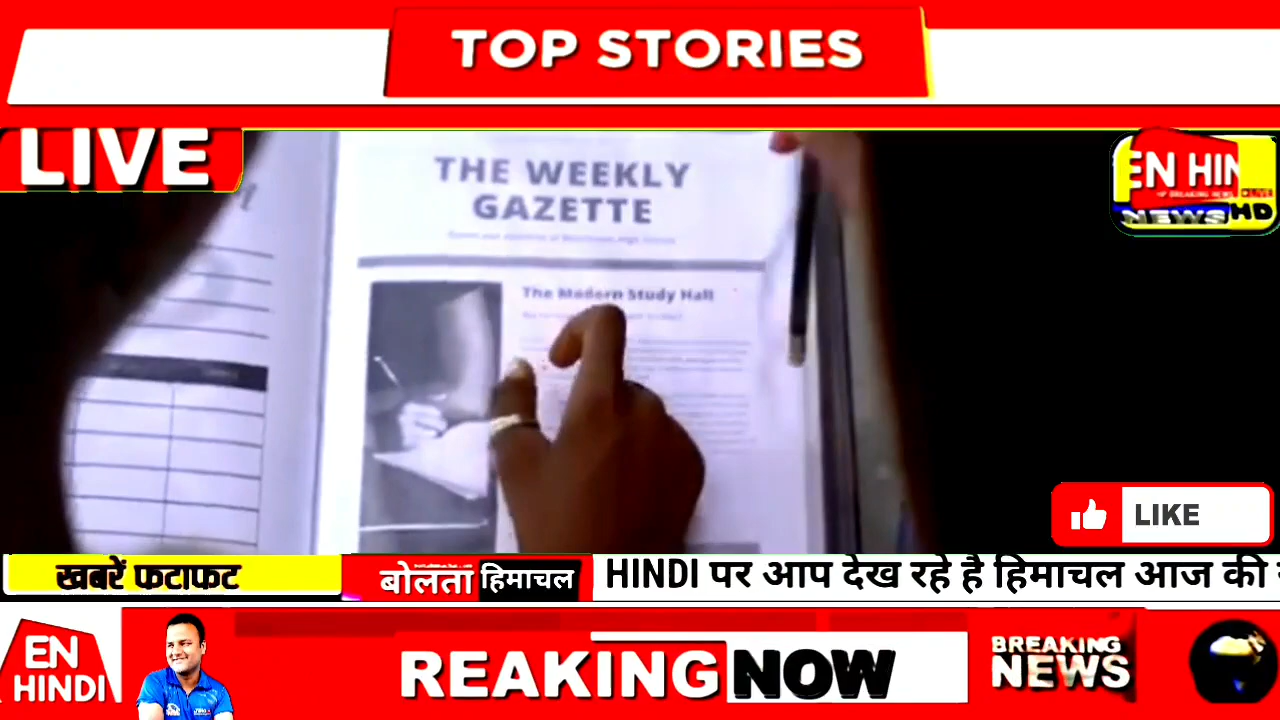 TOP STORIES
LIVE
EN HIN
NEWS HD
THE WEEKLY
GAZETTE
The Modern Study Hall
LIKE
खबरें फटाफट
बोलता हिमाचल
HINDI पर आप देख रहे है हिमाचल आज की
EN
HINDI
REAKING NOW
BREAKING
NEWS